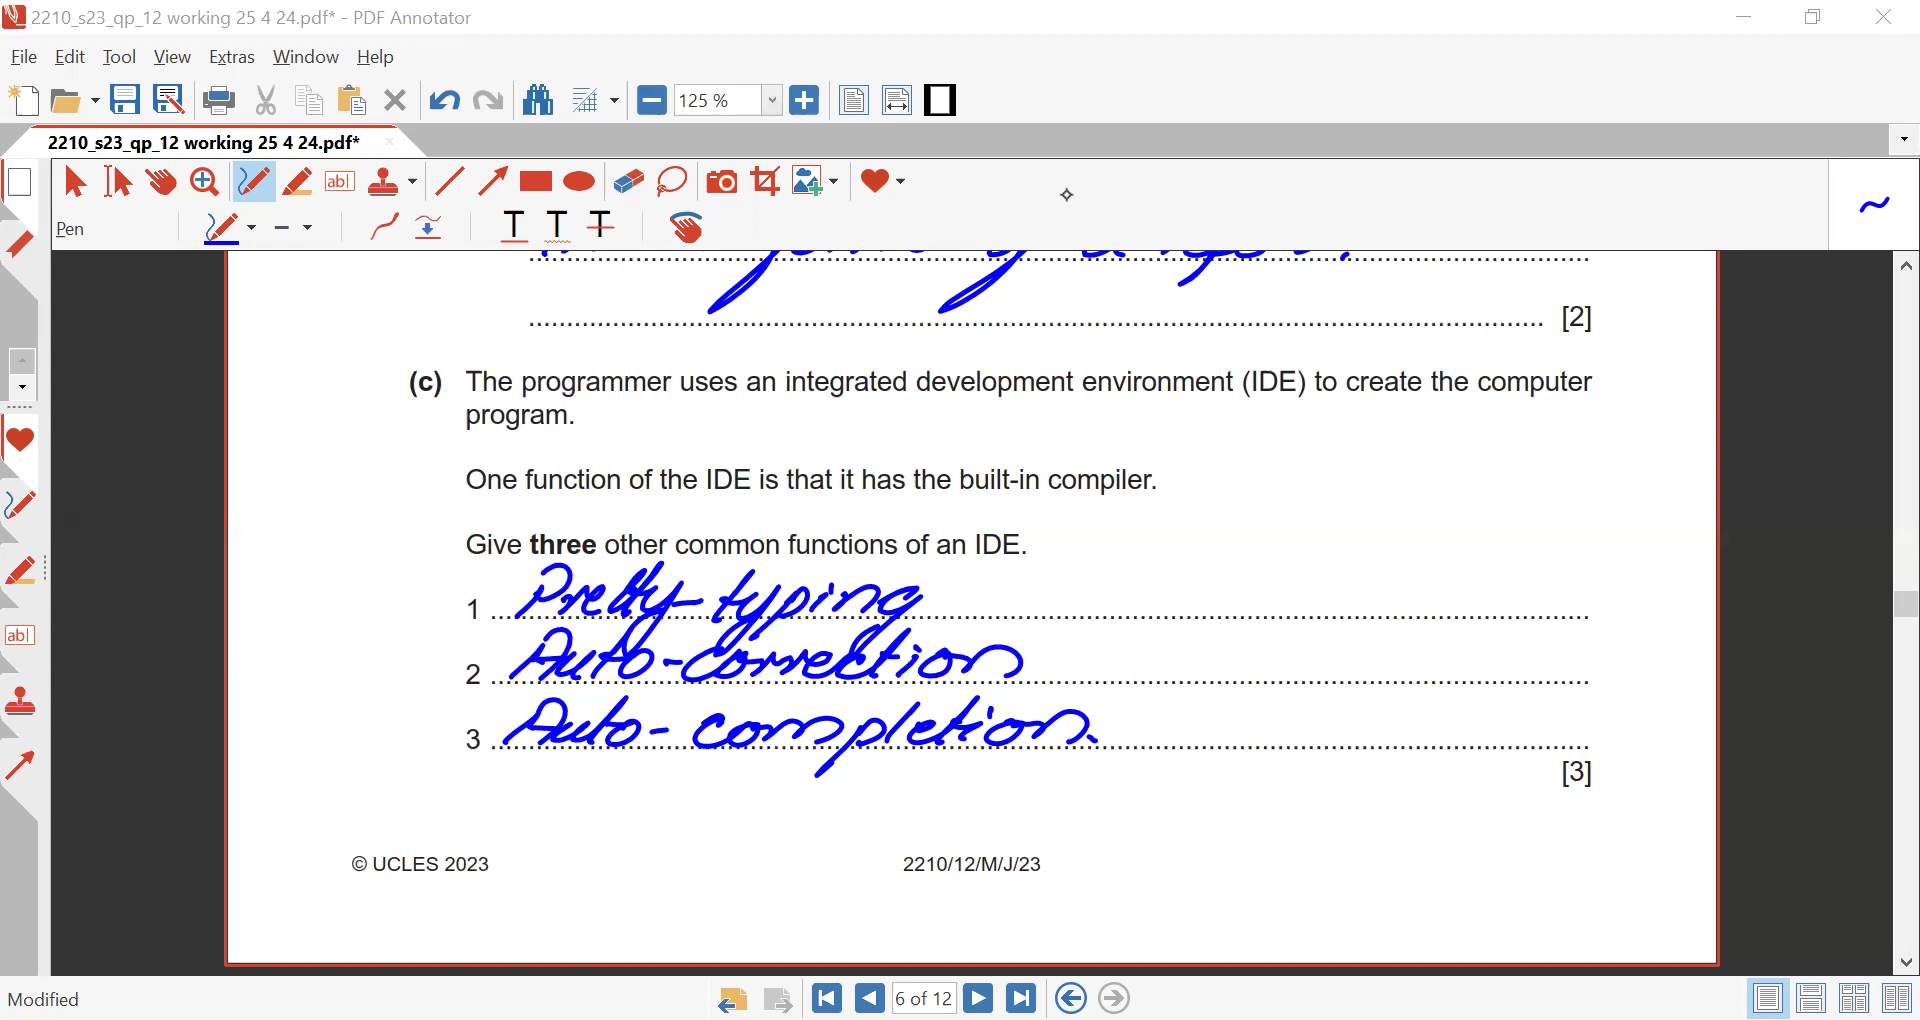 2210_s23_qp_12 working 25 4 24.pdf* - PDF Annotator
File Edit Tool View Extras Window Help
125 %
2210_s23_qp_12 working 25 4 24.pdf*
Pen
[2]
(c) The programmer uses an integrated development environment (IDE) to create the computer
program.
One function of the IDE is that it has the built-in compiler.
Give three other common functions of an IDE.
1 Pretty-typing
2 Auto-correction
3 Auto-completion.
[3]
© UCLES 2023 2210/12/M/J/23
Modified 6 of 12